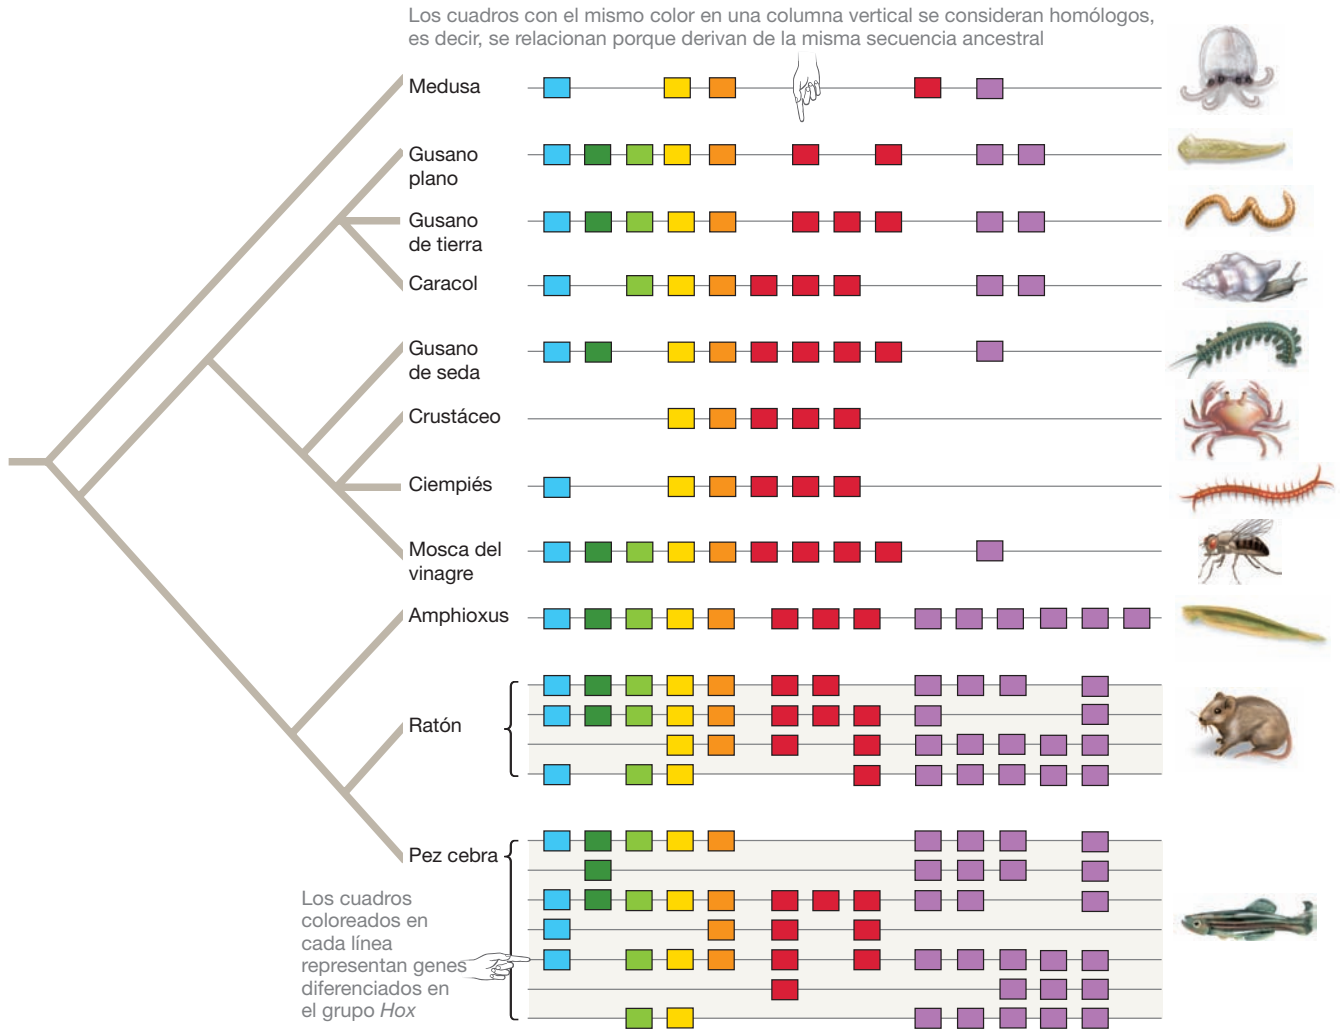 Los cuadros con el mismo color en una columna vertical se consideran homólogos,
es decir, se relacionan porque derivan de la misma secuencia ancestral
Medusa
Gusano
plano
Gusano
de tierra
Caracol
Gusano
de seda
Crustáceo
Ciempiés
Mosca del
vinagre
Amphioxus
Ratón
Pez cebra
Los cuadros
coloreados en
cada línea
representan genes
diferenciados en
el grupo Hox